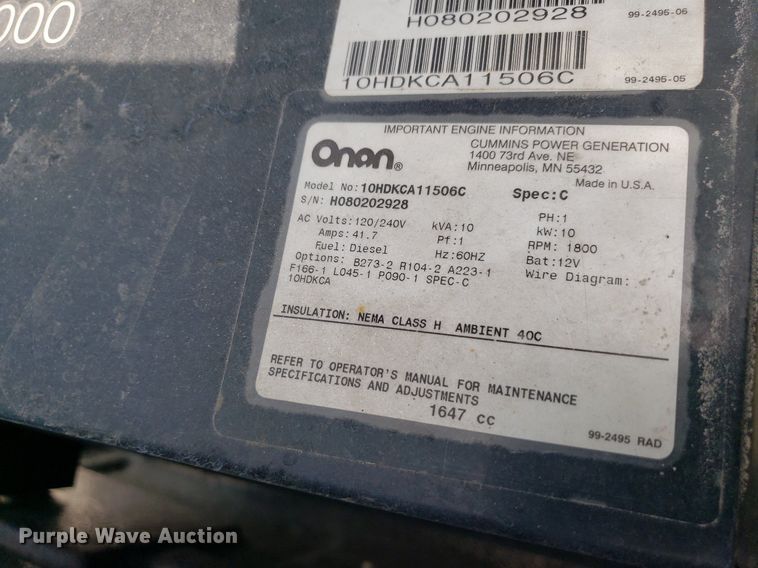 000
H080202928
99-2495-06
10HDKCA11506C
99-2495-05
IMPORTANT ENGINE INFORMATION
Onan®
CUMMINS POWER GENERATION
1400 73rd Ave. NE
Minneapolis, MN 55432
Made in U.S.A.
Model No:10HDKCA11506C
Spec:C
S/N: H080202928
AC Volts:120/240V kVA:10 PH:1
Amps: 41.7 Pf:1 kW:10
Fuel: Diesel Hz:60HZ RPM: 1800
Options: B273-2 R104-2 A223-1 Bat:12V
F166-1 L045-1 P090-1 SPEC-C Wire Diagram:
10HDKCA
INSULATION: NEMA CLASS H AMBIENT 40C
REFER TO OPERATOR'S MANUAL FOR MAINTENANCE
SPECIFICATIONS AND ADJUSTMENTS
1647 cc
99-2495 RAD
Purple Wave Auction